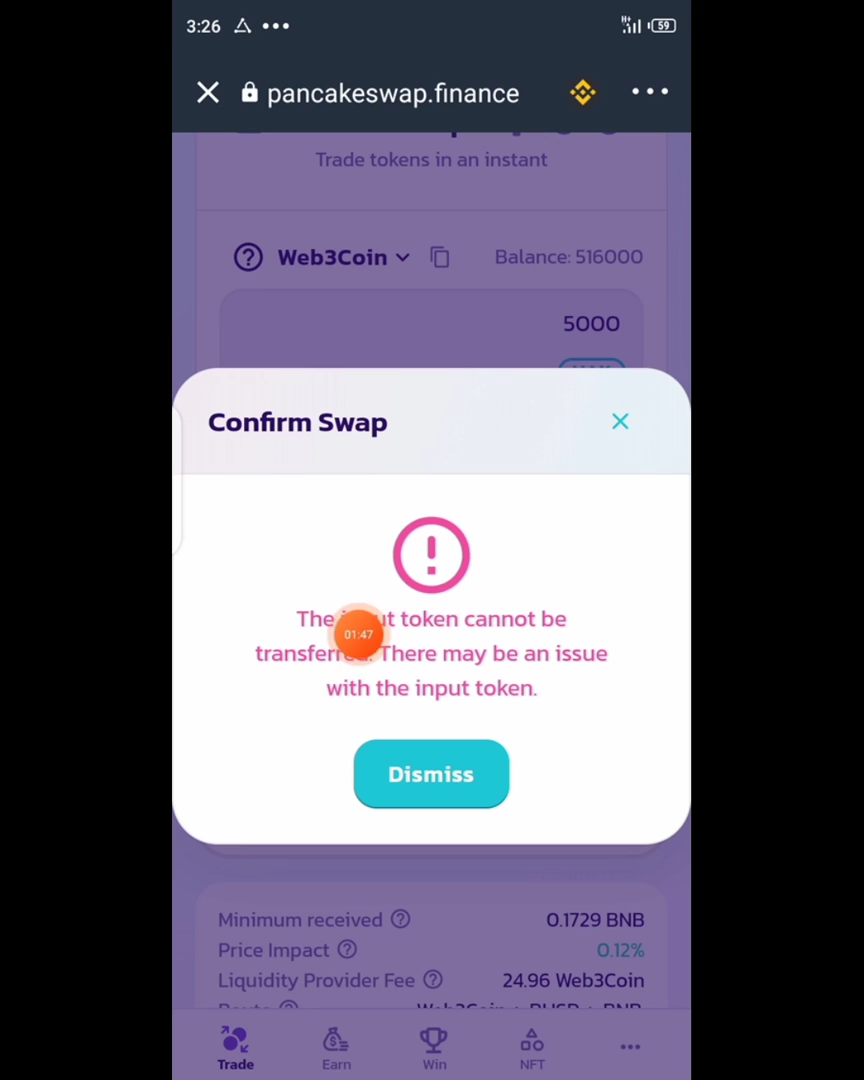 3:26
59
pancakeswap.finance
Trade tokens in an instant
Web3Coin
Balance: 516000
5000
Confirm Swap
The token cannot be
01:47
There may be an issue
with the input token.
Dismiss
Minimum received 0.1729 BNB
Price Impact 0.12%
Liquidity Provider Fee 24.96 Web3Coin
Trade Earn Win NFT